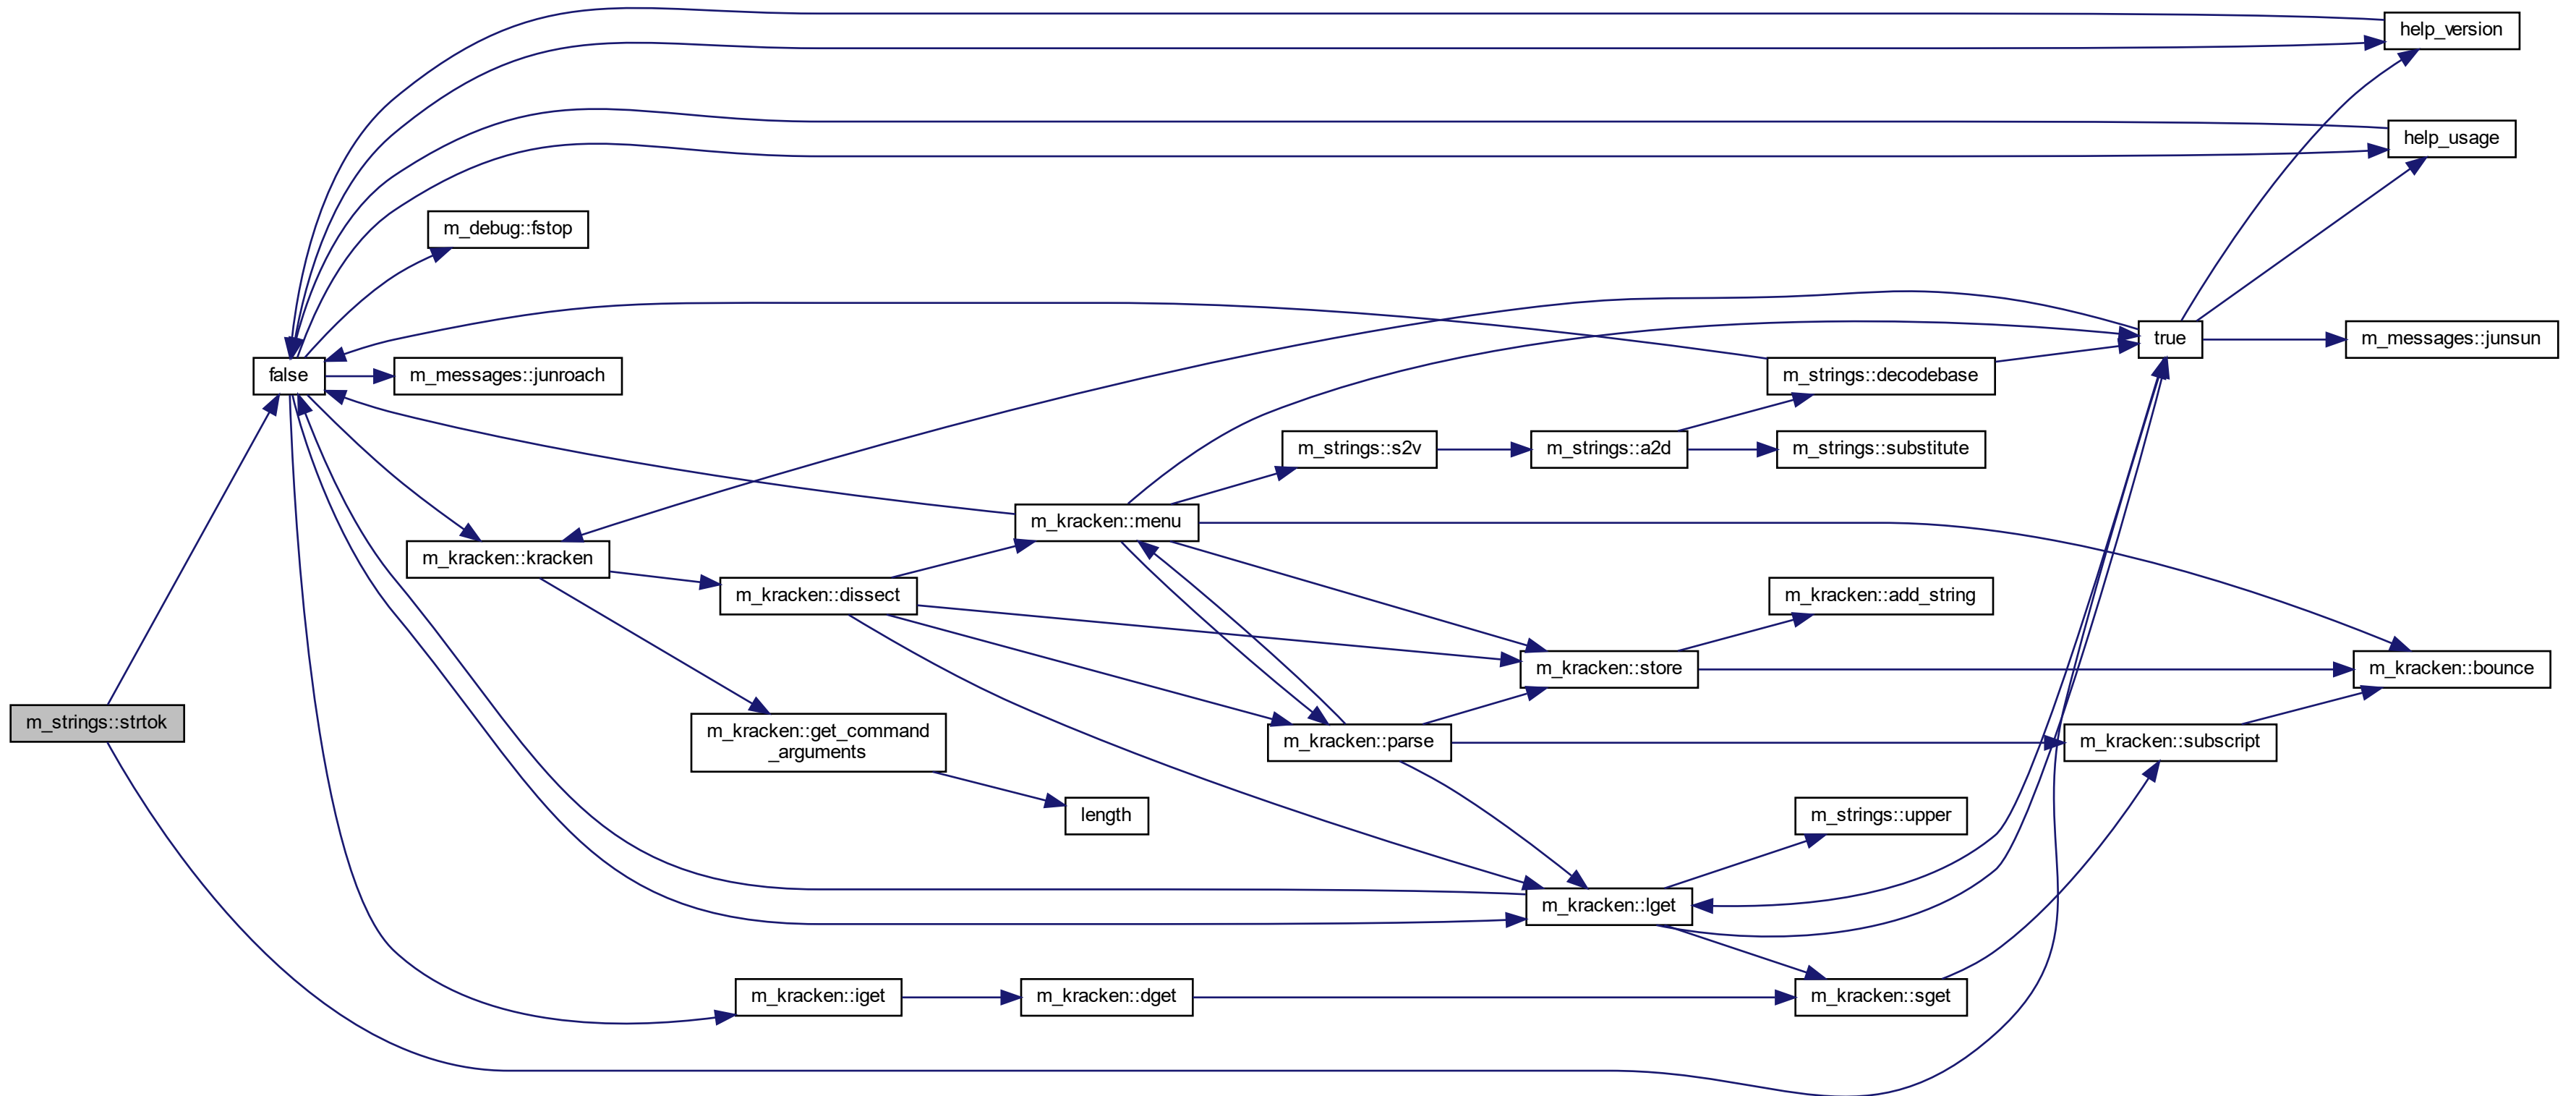 help_version
help_usage
m_debug::fstop
true
m_messages::junsun
false
m_messages::junroach
m_strings::decodebase
m_strings::s2v
m_strings::a2d
m_strings::substitute
m_kracken::menu
m_kracken::kracken
m_kracken::dissect
m_kracken::add_string
m_kracken::store
m_kracken::bounce
m_strings::strtok
m_kracken::get_command
_arguments
m_kracken::parse
m_kracken::subscript
length
m_strings::upper
m_kracken::lget
m_kracken::iget
m_kracken::dget
m_kracken::sget